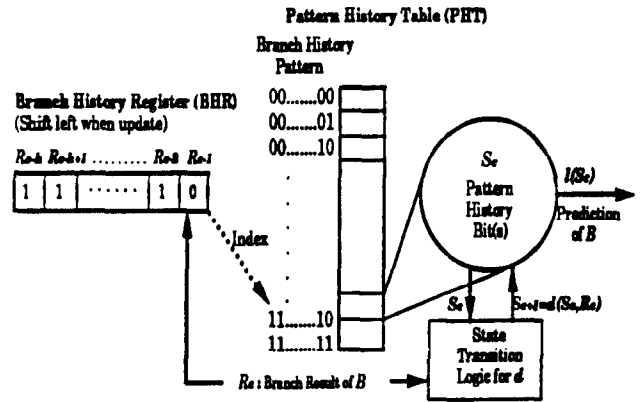 Pattern History Table (PHT)
Branch History
Pattern
Branch History Register (BHR)
(Shift left when update)
Rc-k Rc-k+1 ......... Rc-2 Rc-1
1 1 ...... 1 0
00........00
00........01
00........10
Index
11........10
11........11
Sc
Pattern
History
Bit(s)
λ(Sc)
Prediction
of B
Sc
Sc+1=δ(Sc,Rc)
State
Transition
Logic for δ
Rc : Branch Result of B